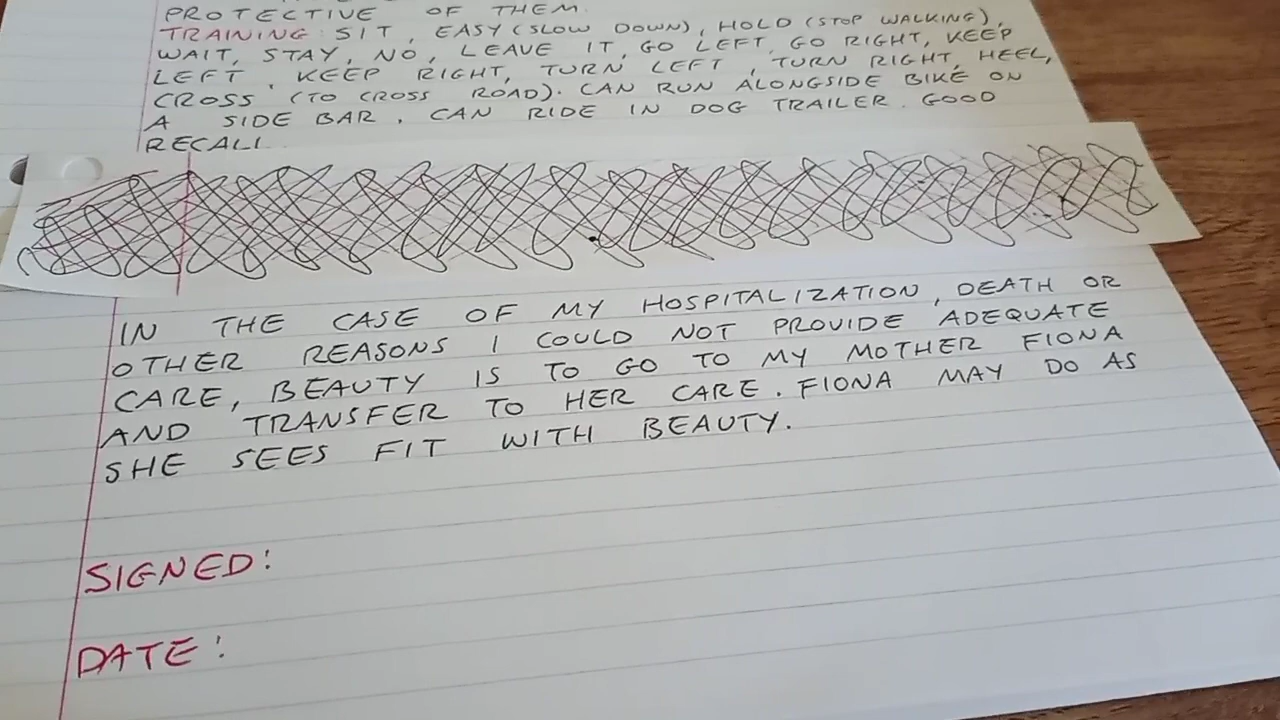 PROTECTIVE OF THEM.
TRAINING: SIT, EASY (SLOW DOWN), HOLD (STOP WALKING),
WAIT, STAY, NO, LEAVE IT, GO LEFT, GO RIGHT, KEEP
LEFT, KEEP RIGHT, TURN LEFT, TURN RIGHT, HEEL,
CROSS (TO CROSS ROAD). CAN RUN ALONGSIDE BIKE ON
A SIDE BAR. CAN RIDE IN DOG TRAILER. GOOD
RECALL
IN THE CASE OF MY HOSPITALIZATION, DEATH OR
OTHER REASONS I COULD NOT PROVIDE ADEQUATE
CARE, BEAUTY IS TO GO TO MY MOTHER FIONA
AND TRANSFER TO HER CARE. FIONA MAY DO AS
SHE SEES FIT WITH BEAUTY.
SIGNED:
DATE: